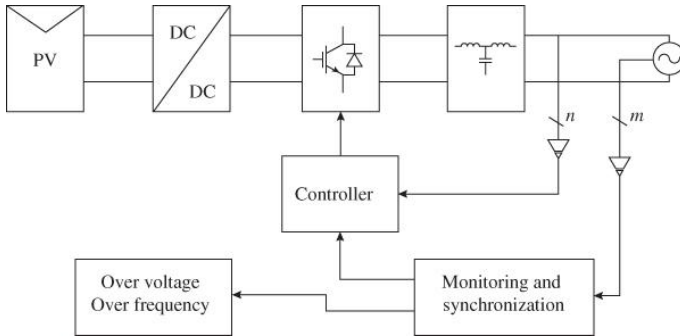 PV
DC
DC
n
m
Controller
Over voltage
Over frequency
Monitoring and
synchronization